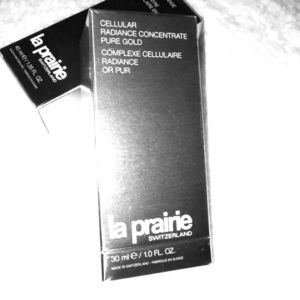 CELLULAR
RADIANCE CONCENTRATE
PURE GOLD
COMPLEXE CELLULAIRE
RADIANCE
OR PUR
la prairie
SWITZERLAND
30 ml ℮ / 1.0 FL. OZ.
MADE IN SWITZERLAND - FABRIQUÉ EN SUISSE
la prairie
SWITZERLAND